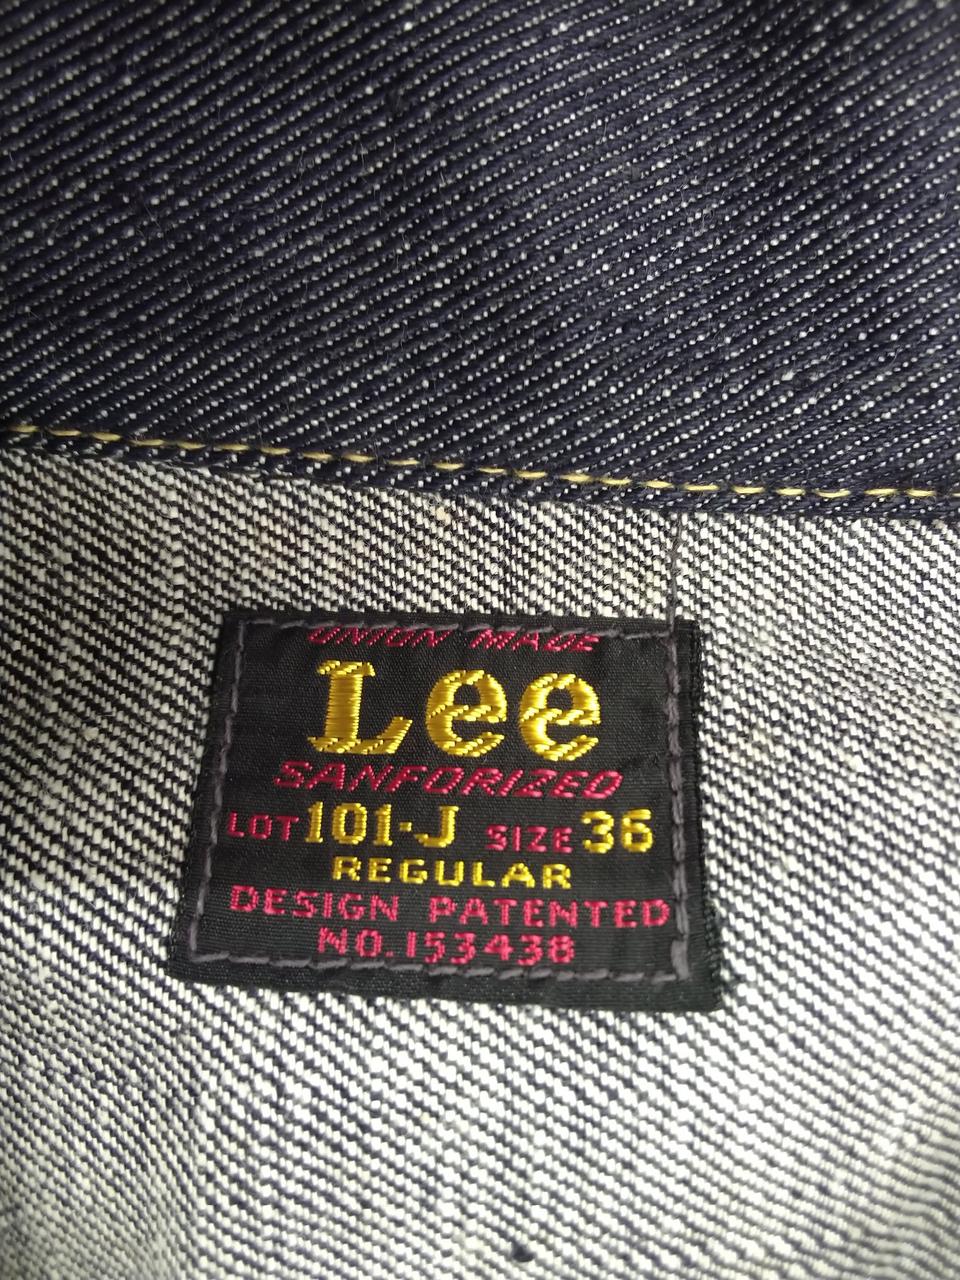 UNION MADE
Lee
SANFORIZED
LOT 101-J SIZE 36
REGULAR
DESIGN PATENTED
NO.153438